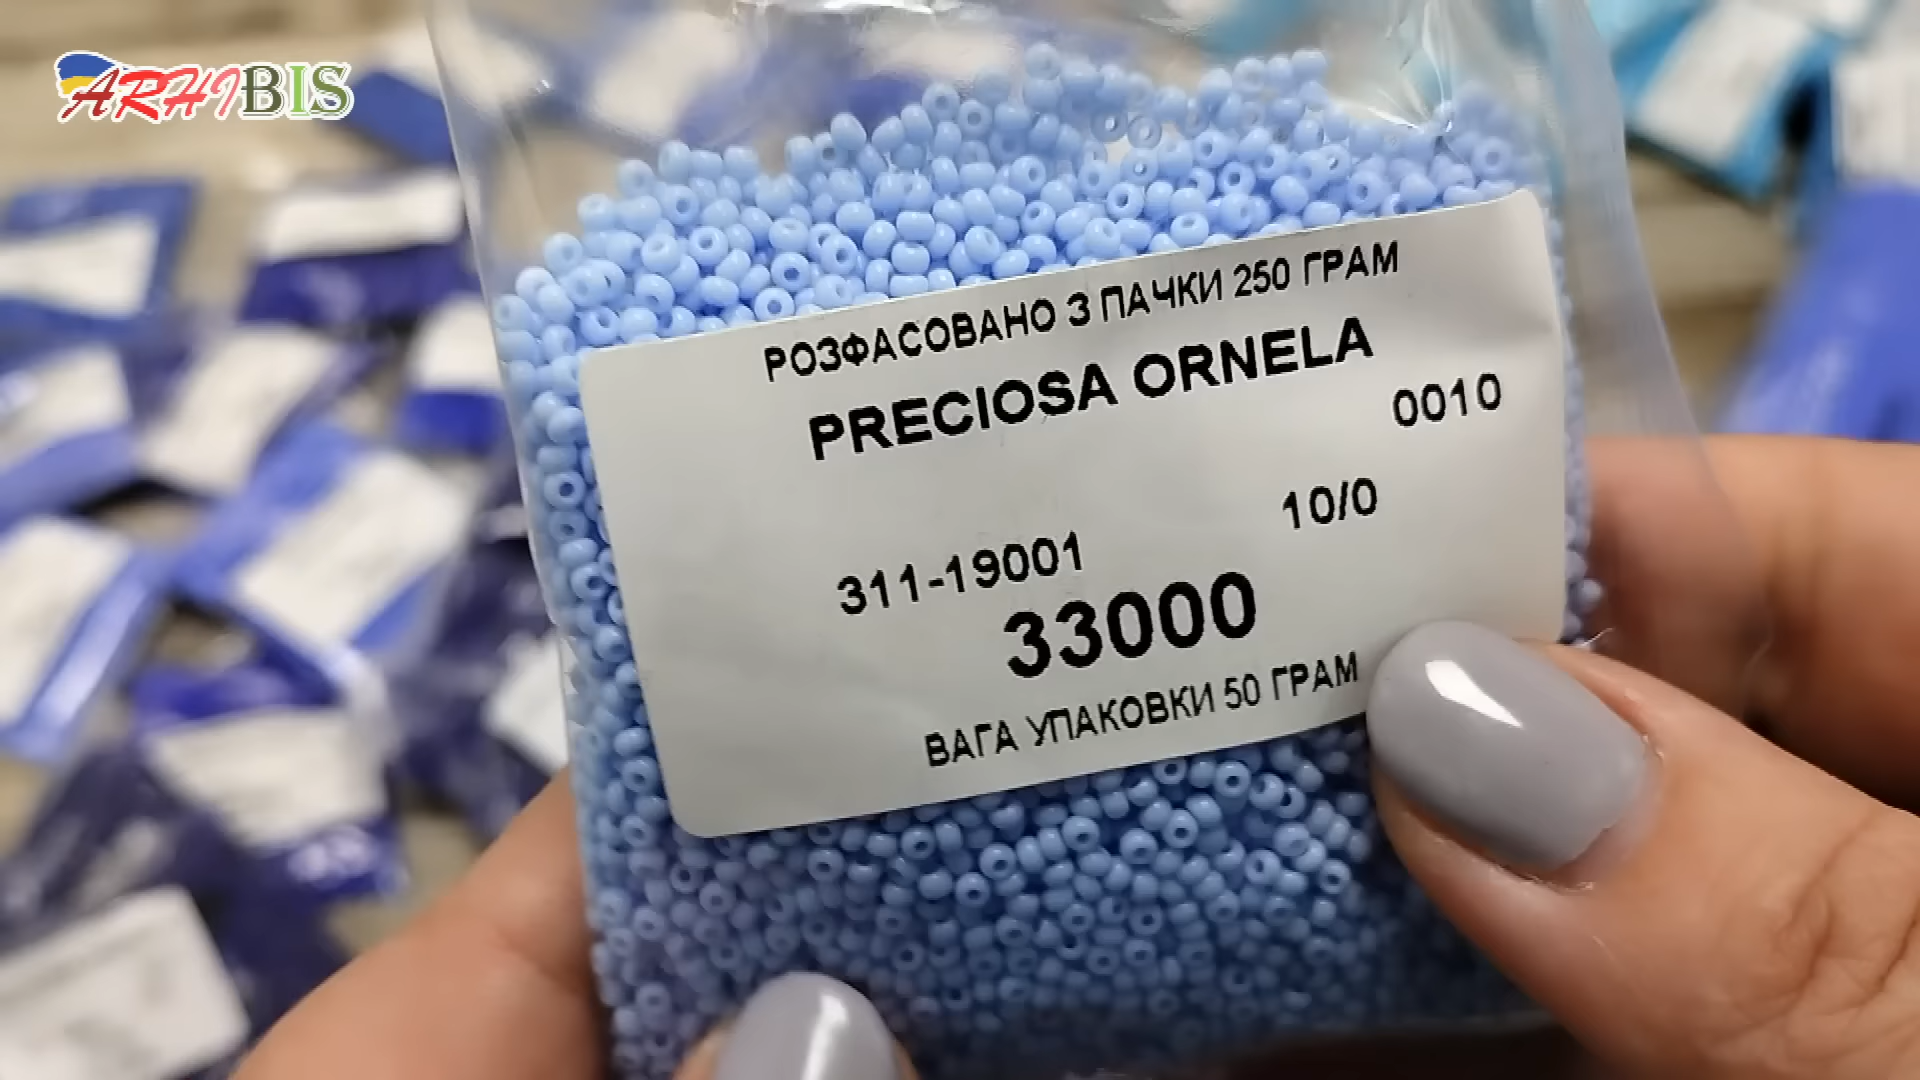 ARHIBIS
РОЗФАСОВАНО З ПАЧКИ 250 ГРАМ
PRECIOSA ORNELA
0010
10/0
311-19001
33000
ВАГА УПАКОВКИ 50 ГРАМ